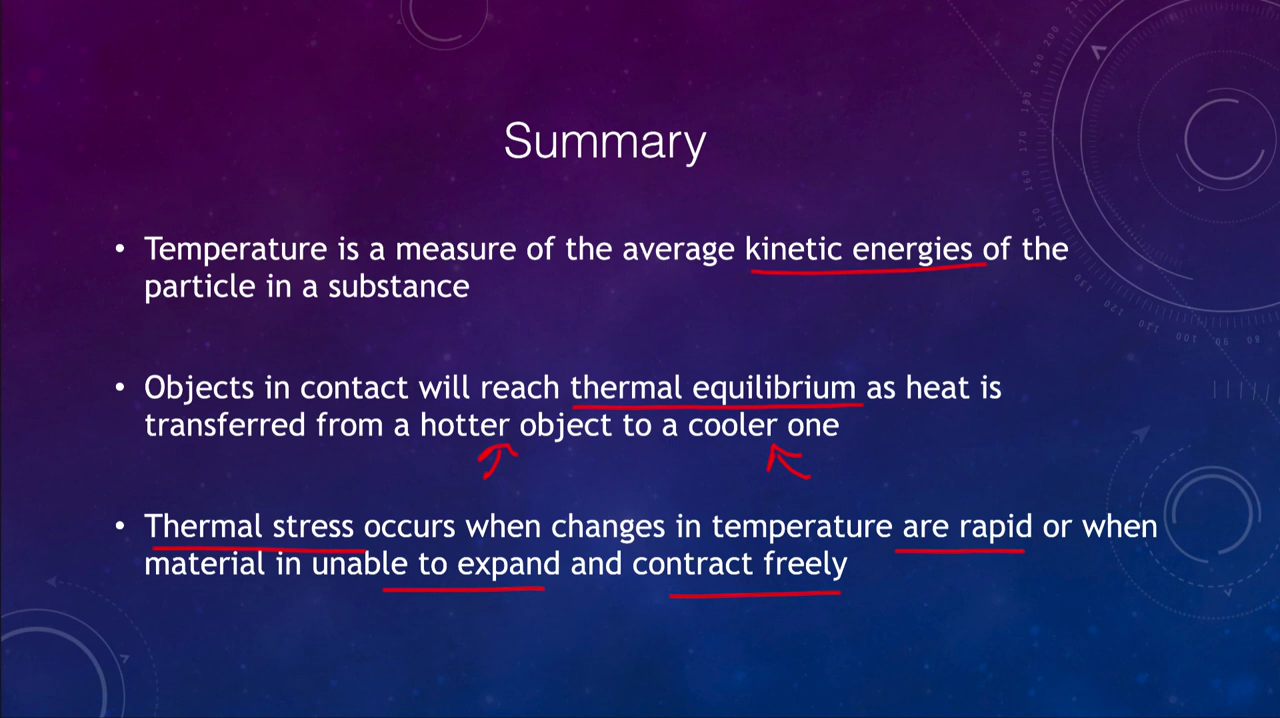 Summary
• Temperature is a measure of the average kinetic energies of the
particle in a substance
• Objects in contact will reach thermal equilibrium as heat is
transferred from a hotter object to a cooler one
• Thermal stress occurs when changes in temperature are rapid or when
material in unable to expand and contract freely